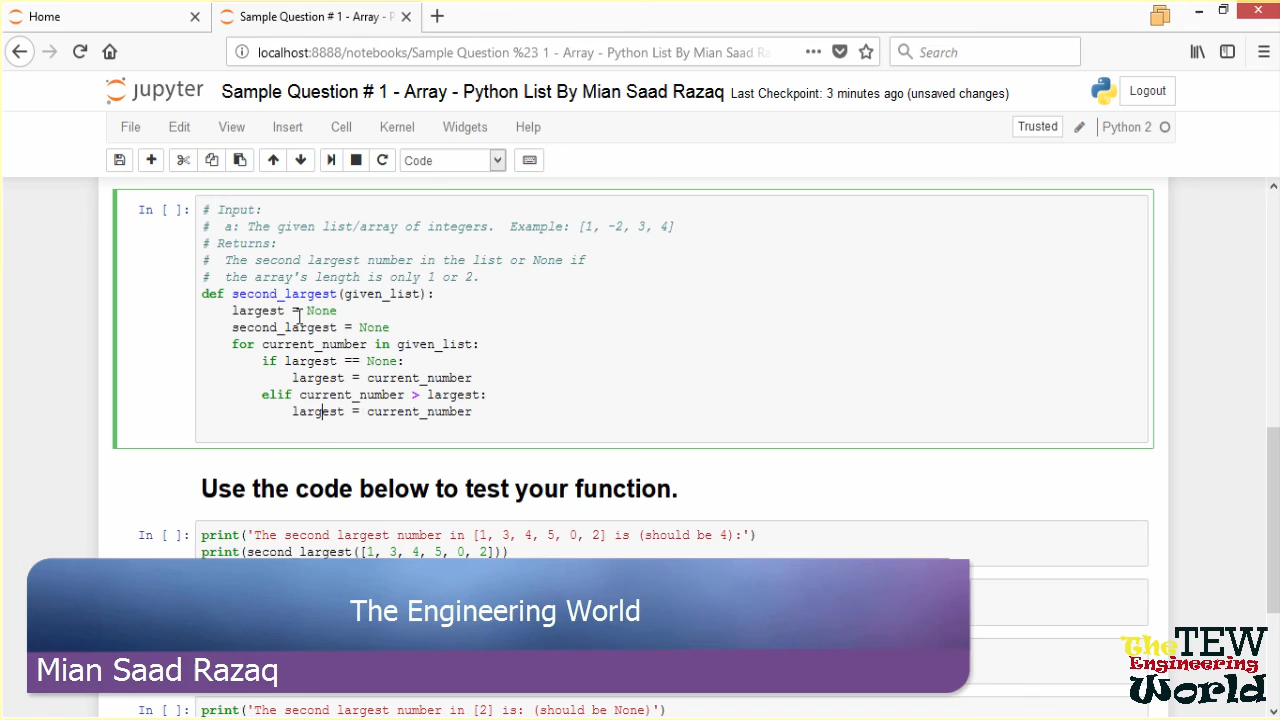 Home
Sample Question # 1 - Array - P
localhost:8888/notebooks/Sample Question %23 1 - Array - Python List By Mian Saad Ra
Search
jupyter
Sample Question # 1 - Array - Python List By Mian Saad Razaq Last Checkpoint: 3 minutes ago (unsaved changes)
Logout
File Edit View Insert Cell Kernel Widgets Help
Trusted
Python 2
Code
In [ ]:
# Input:
#  a: The given list/array of integers.  Example: [1, -2, 3, 4]
# Returns:
#  The second largest number in the list or None if
#  the array's length is only 1 or 2.
def second_largest(given_list):
    largest = None
    second_largest = None
    for current_number in given_list:
        if largest == None:
            largest = current_number
        elif current_number > largest:
            largest = current_number
Use the code below to test your function.
In [ ]:
print('The second largest number in [1, 3, 4, 5, 0, 2] is (should be 4):')
print(second_largest([1, 3, 4, 5, 0, 2]))
The Engineering World
Mian Saad Razaq
The TEW
Engineering
World
In [ ]:
print('The second largest number in [2] is: (should be None)')